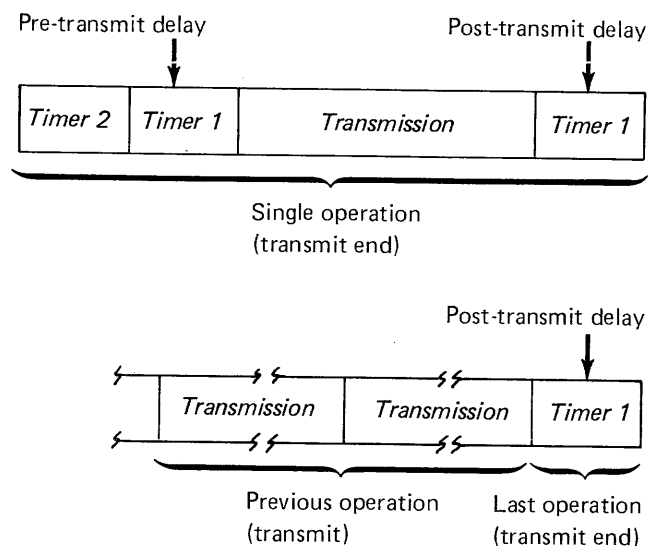 Pre-transmit delay
Post-transmit delay
Timer 2
Timer 1
Transmission
Timer 1
Single operation
(transmit end)
Post-transmit delay
Transmission
Transmission
Timer 1
Previous operation
(transmit)
Last operation
(transmit end)